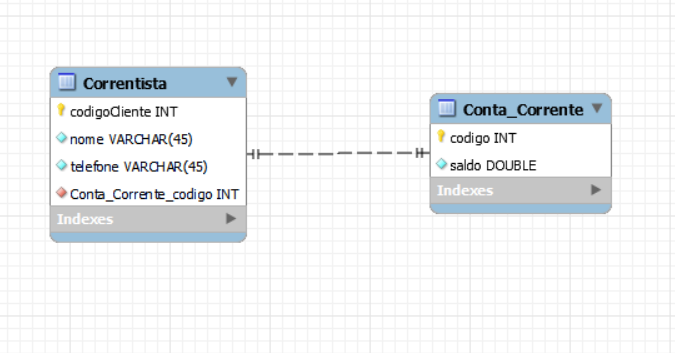 Correntista
codigoCliente INT
nome VARCHAR(45)
telefone VARCHAR(45)
Conta_Corrente_codigo INT
Indexes
Conta_Corrente
codigo INT
saldo DOUBLE
Indexes